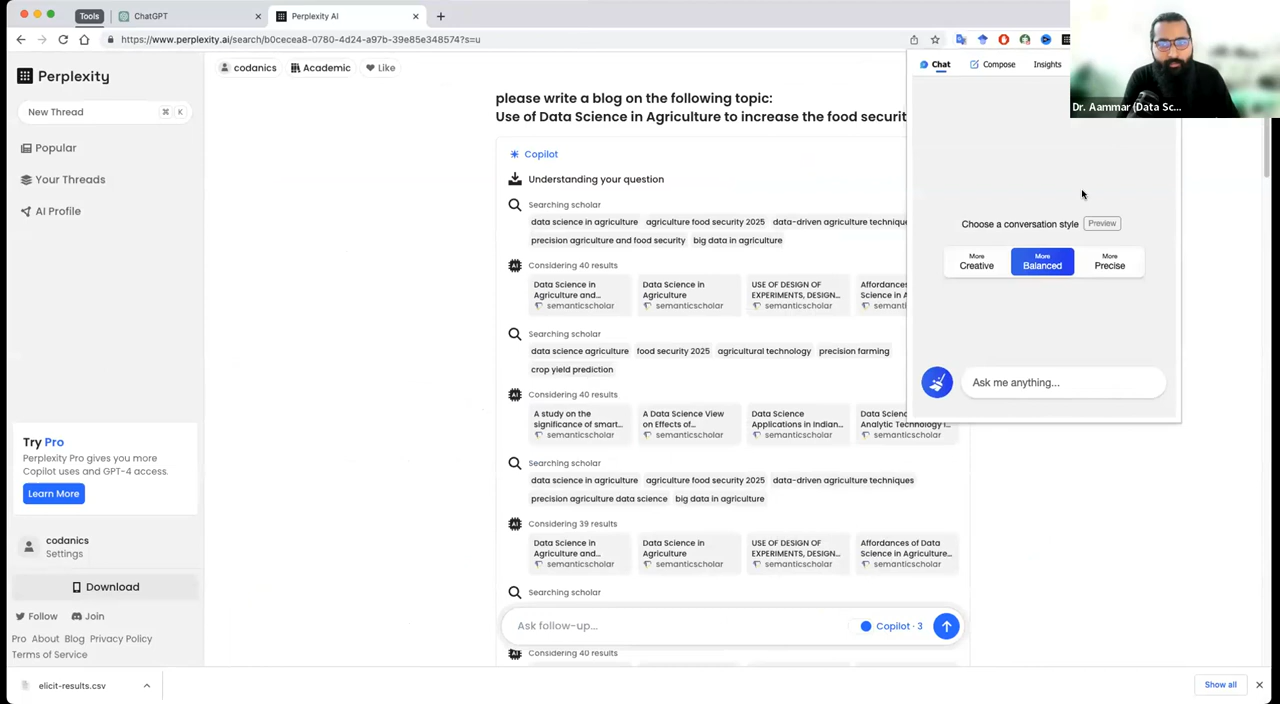 Tools
ChatGPT
Perplexity AI
https://www.perplexity.ai/search/b0cecea8-0780-4d24-a97b-39e85e348574?s=u
Perplexity
New Thread
⌘ K
Popular
Your Threads
AI Profile
Try Pro
Perplexity Pro gives you more
Copilot uses and GPT-4 access.
Learn More
codanics
Settings
Download
Follow
Join
Pro About Blog Privacy Policy
Terms of Service
codanics
Academic
Like
please write a blog on the following topic:
Use of Data Science in Agriculture to increase the food securit
Copilot
Understanding your question
Searching scholar
data science in agriculture agriculture food security 2025 data-driven agriculture technique
precision agriculture and food security big data in agriculture
Considering 40 results
Data Science in
Agriculture and...
semanticscholar
Data Science in
Agriculture
semanticscholar
USE OF DESIGN OF
EXPERIMENTS, DESIGN...
semanticscholar
Affordances
Science in A
semanti
Searching scholar
data science agriculture food security 2025 agricultural technology precision farming
crop yield prediction
Considering 40 results
A study on the
significance of smart...
semanticscholar
A Data Science View
on Effects of...
semanticscholar
Data Science
Applications in Indian...
semanticscholar
Data Scienc
Analytic Technology i...
semanticscholar
Searching scholar
data science in agriculture agriculture food security 2025 data-driven agriculture techniques
precision agriculture data science big data in agriculture
Considering 39 results
Data Science in
Agriculture and...
semanticscholar
Data Science in
Agriculture
semanticscholar
USE OF DESIGN OF
EXPERIMENTS, DESIGN...
semanticscholar
Affordances of Data
Science in Agriculture...
semanticscholar
Searching scholar
Ask follow-up...
Copilot · 3
Considering 40 results
Chat
Compose
Insights
Choose a conversation style Preview
More
Creative
More
Balanced
More
Precise
Ask me anything...
Dr. Aammar (Data Sc...
elicit-results.csv
Show all